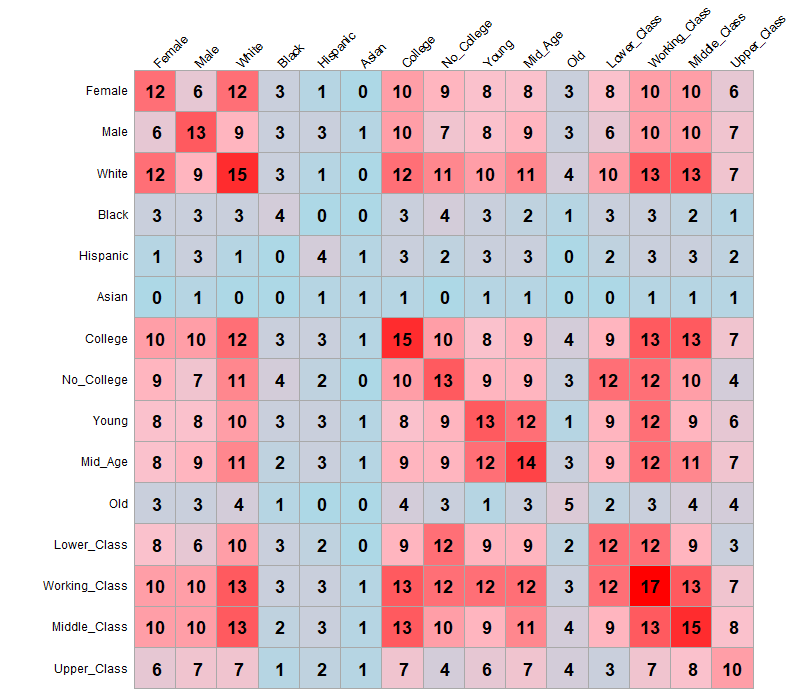 Female Male White Black Hispanic Asian College No_College Young Mid_Age Old Lower_Class Working_Class Middle_Class Upper_Class
Female 12 6 12 3 1 0 10 9 8 8 3 8 10 10 6
Male 6 13 9 3 3 1 10 7 8 9 3 6 10 10 7
White 12 9 15 3 1 0 12 11 10 11 4 10 13 13 7
Black 3 3 3 4 0 0 3 4 3 2 1 3 3 2 1
Hispanic 1 3 1 0 4 1 3 2 3 3 0 2 3 3 2
Asian 0 1 0 0 1 1 1 0 1 1 0 0 1 1 1
College 10 10 12 3 3 1 15 10 8 9 4 9 13 13 7
No_College 9 7 11 4 2 0 10 13 9 9 3 12 12 10 4
Young 8 8 10 3 3 1 8 9 13 12 1 9 12 9 6
Mid_Age 8 9 11 2 3 1 9 9 12 14 3 9 12 11 7
Old 3 3 4 1 0 0 4 3 1 3 5 2 3 4 4
Lower_Class 8 6 10 3 2 0 9 12 9 9 2 12 12 9 3
Working_Class 10 10 13 3 3 1 13 12 12 12 3 12 17 13 7
Middle_Class 10 10 13 2 3 1 13 10 9 11 4 9 13 15 8
Upper_Class 6 7 7 1 2 1 7 4 6 7 4 3 7 8 10